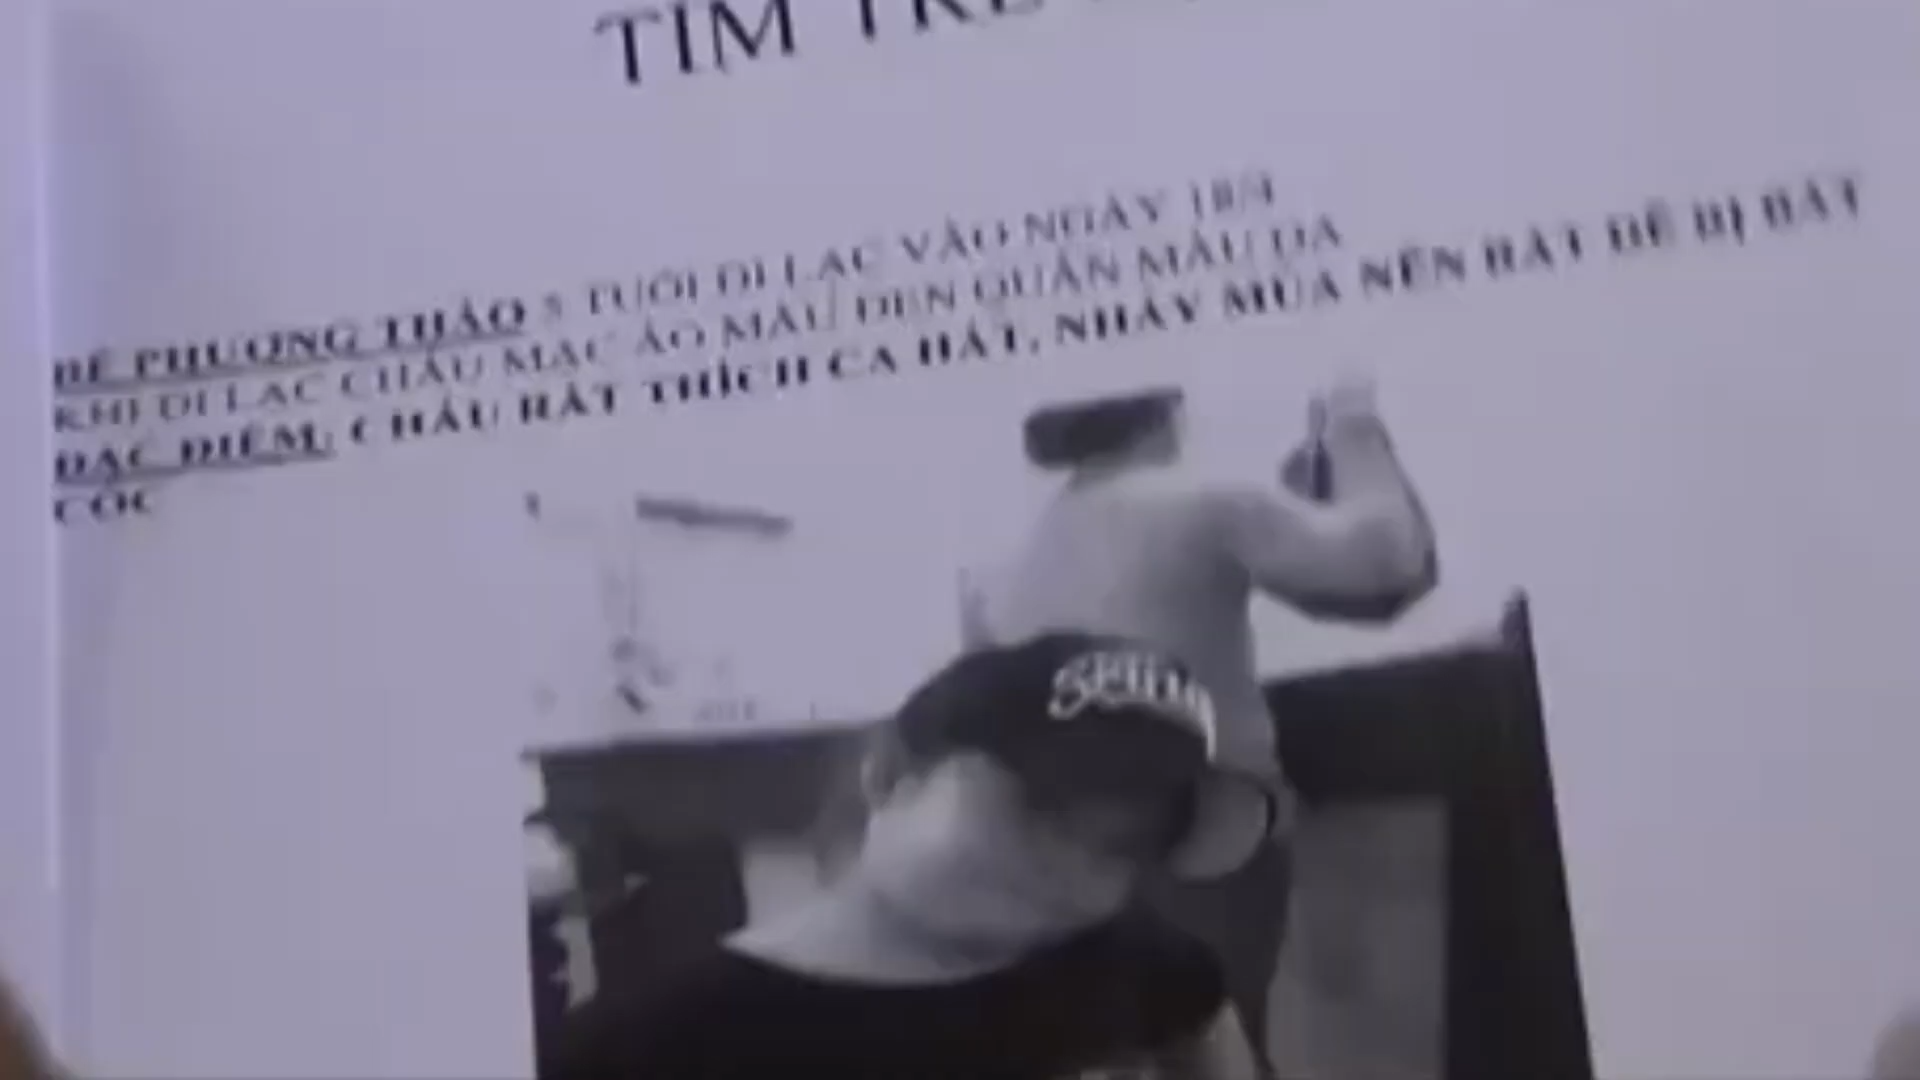 TÌM TRẺ
BÉ PHƯƠNG THẢO 5 TUỔI ĐI LẠC VÀO NGÀY 18/4
KHI ĐI LẠC CHÁU MẶC ÁO MÀU ĐEN QUẦN MÀU DA
ĐẶC ĐIỂM: CHÁU RẤT THÍCH CA HÁT, NHẢY MÚA NÊN RẤT DỄ BỊ BẮT
CÓC